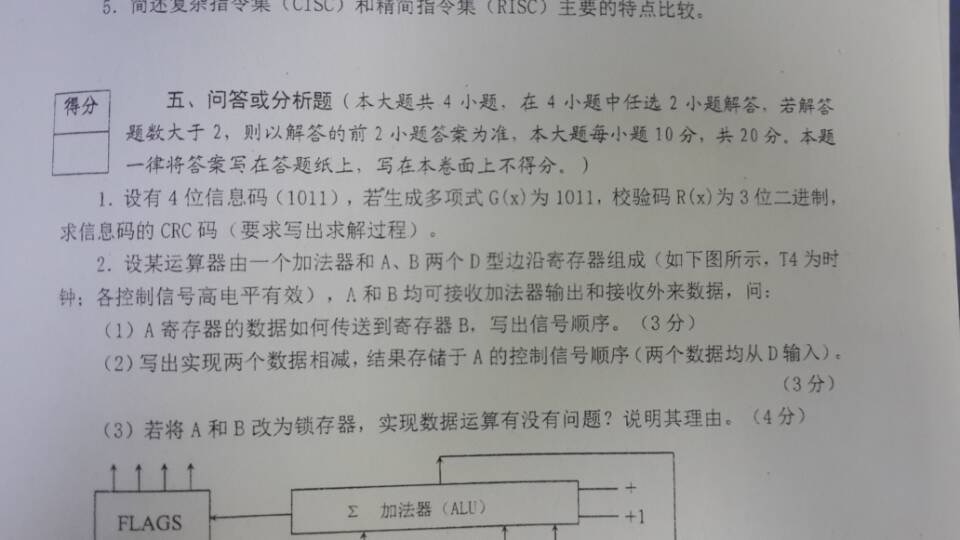 5. 简述复杂指令集（CISC）和精简指令集（RISC）主要的特点比较。
得分
五、问答或分析题（本大题共 4 小题，在 4 小题中任选 2 小题解答，若解答
题数大于 2，则以解答的前 2 小题答案为准，本大题每小题 10 分，共 20 分。本题
一律将答案写在答题纸上，写在本卷面上不得分。）
1. 设有 4 位信息码（1011），若生成多项式 G(x)为 1011，校验码 R(x)为 3 位二进制，
求信息码的 CRC 码（要求写出求解过程）。
2. 设某运算器由一个加法器和 A、B 两个 D 型边沿寄存器组成（如下图所示，T4 为时
钟；各控制信号高电平有效），A 和 B 均可接收加法器输出和接收外来数据，问：
（1）A 寄存器的数据如何传送到寄存器 B，写出信号顺序。（3 分）
（2）写出实现两个数据相减，结果存储于 A 的控制信号顺序（两个数据均从 D 输入）。
（3 分）
（3）若将 A 和 B 改为锁存器，实现数据运算有没有问题？说明其理由。（4 分）
Σ 加法器（ALU）
+
+1
FLAGS